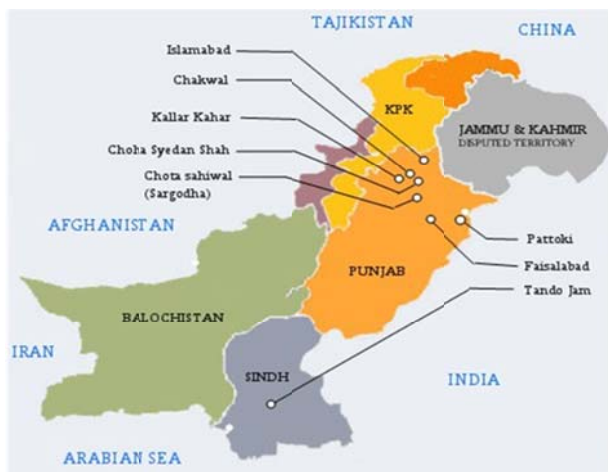 TAJIKISTAN
CHINA
Islamabad
Chakwal
Kallar Kahar
Choha Syedan Shah
Chota sahiwal
(Sargodha)
KPK
JAMMU & KAHMIR
DISPUTED TERRITORY
AFGHANISTAN
Pattoki
Faisalabad
Tando Jam
PUNJAB
BALOCHISTAN
IRAN
SINDH
INDIA
ARABIAN SEA